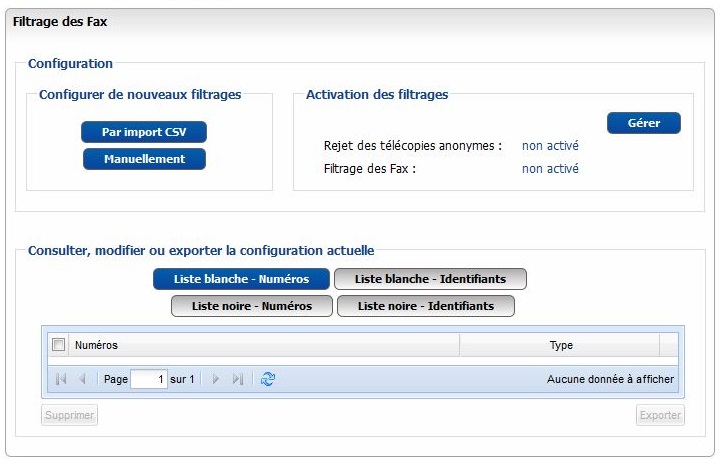 Filtrage des Fax
Configuration
Configurer de nouveaux filtrages
Par import CSV
Manuellement
Activation des filtrages
Gérer
Rejet des télécopies anonymes : non activé
Filtrage des Fax : non activé
Consulter, modifier ou exporter la configuration actuelle
Liste blanche - Numéros Liste blanche - Identifiants
Liste noire - Numéros Liste noire - Identifiants
Numéros Type
Page 1 sur 1 Aucune donnée à afficher
Supprimer Exporter